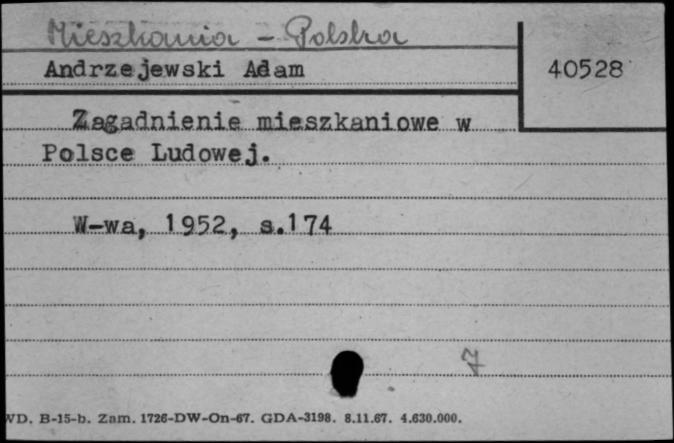 Mieszkania - Polska
Andrzejewski Adam
40528
Zagadnienie mieszkaniowe w
Polsce Ludowej.
W-wa, 1952, s.174
7
WD. B-15-b. Zam. 1726-DW-On-67. GDA-3198. 8.11.67. 4.630.000.